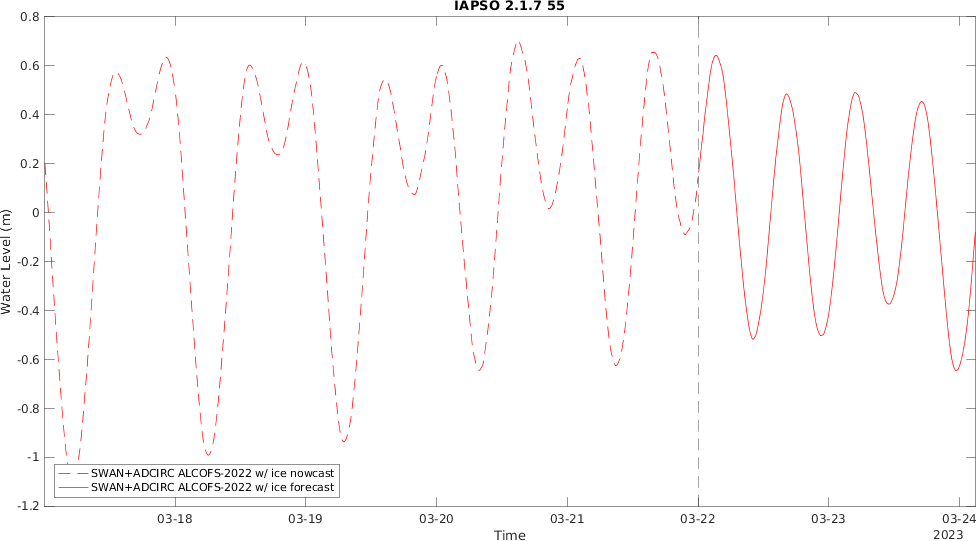 IAPSO 2.1.7 55
0.8
0.6
0.4
0.2
0
-0.2
-0.4
-0.6
-0.8
-1
-1.2
Water Level (m)
SWAN+ADCIRC ALCOFS-2022 w/ ice nowcast
SWAN+ADCIRC ALCOFS-2022 w/ ice forecast
03-18 03-19 03-20 03-21 03-22 03-23 03-24
Time
2023